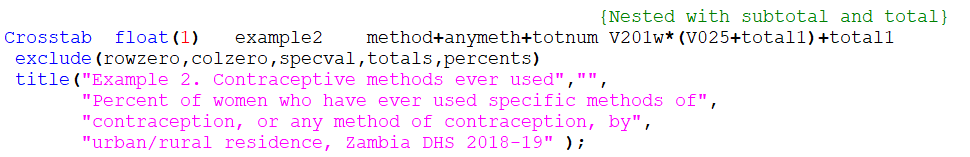 {Nested with subtotal and total}
Crosstab float(1) example2 method+anymeth+totnum V201w*(V025+total1)+total1
exclude(rowzero,colzero,specval,totals,percents)
title("Example 2. Contraceptive methods ever used","",
"Percent of women who have ever used specific methods of",
"contraception, or any method of contraception, by",
"urban/rural residence, Zambia DHS 2018-19" );